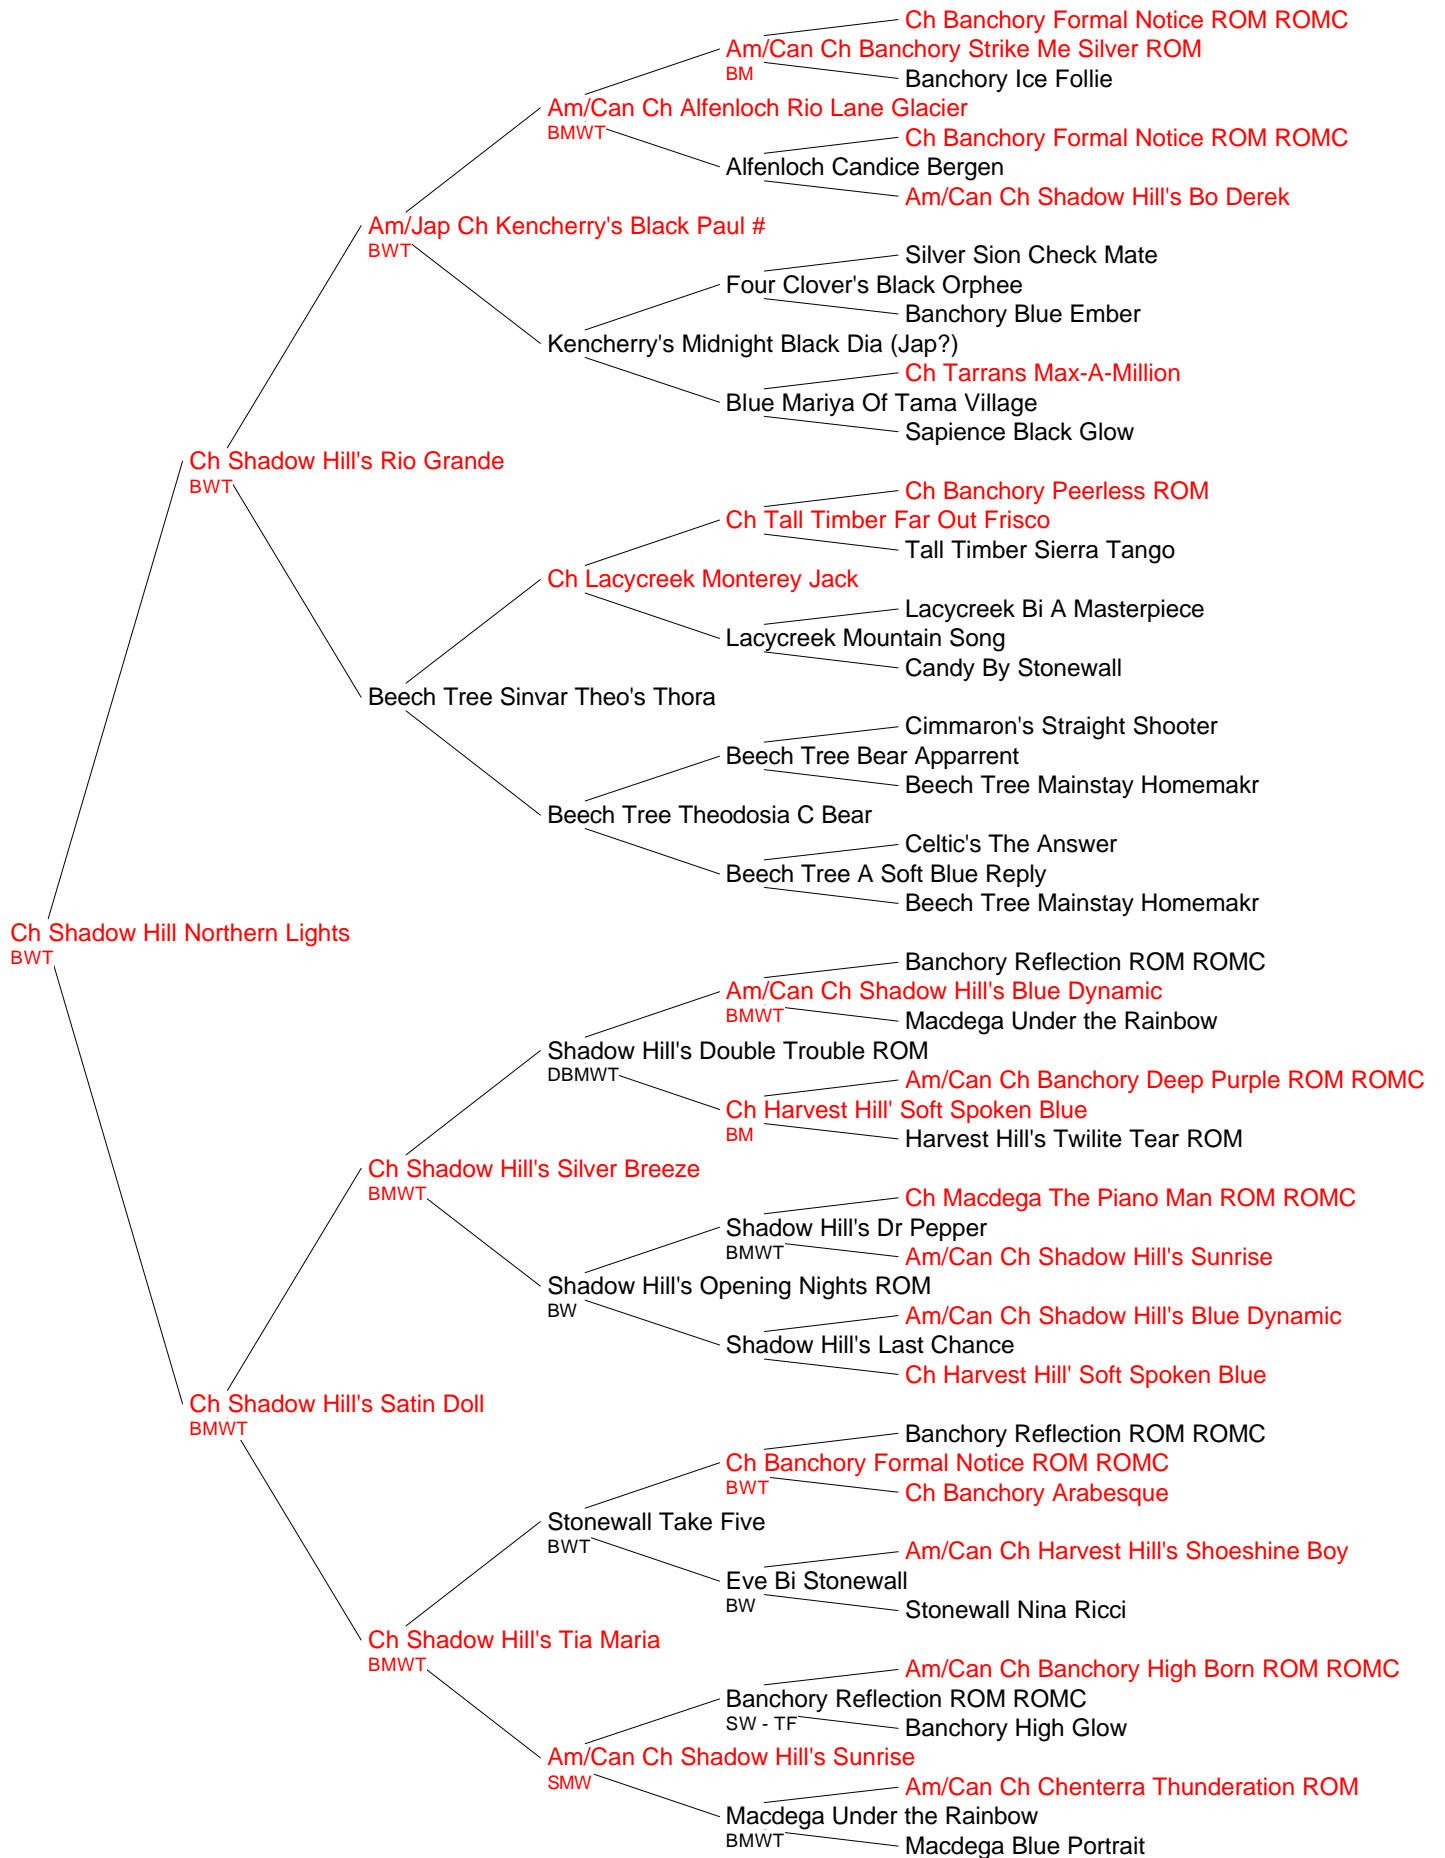 Ch Banchory Formal Notice ROM ROMC
Am/Can Ch Banchory Strike Me Silver ROM
BM
Banchory Ice Follie
Am/Can Ch Alfenloch Rio Lane Glacier
BMWT
Ch Banchory Formal Notice ROM ROMC
Alfenloch Candice Bergen
Am/Can Ch Shadow Hill's Bo Derek
Am/Jap Ch Kencherry's Black Paul #
BWT
Silver Sion Check Mate
Four Clover's Black Orphee
Banchory Blue Ember
Kencherry's Midnight Black Dia (Jap?)
Ch Tarrans Max-A-Million
Blue Mariya Of Tama Village
Sapience Black Glow
Ch Shadow Hill's Rio Grande
BWT
Ch Banchory Peerless ROM
Ch Tall Timber Far Out Frisco
Tall Timber Sierra Tango
Ch Lacycreek Monterey Jack
Lacycreek Bi A Masterpiece
Lacycreek Mountain Song
Candy By Stonewall
Beech Tree Sinvar Theo's Thora
Cimmaron's Straight Shooter
Beech Tree Bear Apparrent
Beech Tree Mainstay Homemakr
Beech Tree Theodosia C Bear
Celtic's The Answer
Beech Tree A Soft Blue Reply
Beech Tree Mainstay Homemakr
Ch Shadow Hill Northern Lights
BWT
Banchory Reflection ROM ROMC
Am/Can Ch Shadow Hill's Blue Dynamic
BMWT
Macdega Under the Rainbow
Shadow Hill's Double Trouble ROM
DBMWT
Am/Can Ch Banchory Deep Purple ROM ROMC
Ch Harvest Hill' Soft Spoken Blue
BM
Harvest Hill's Twilite Tear ROM
Ch Shadow Hill's Silver Breeze
BMWT
Ch Macdega The Piano Man ROM ROMC
Shadow Hill's Dr Pepper
BMWT
Am/Can Ch Shadow Hill's Sunrise
Shadow Hill's Opening Nights ROM
BW
Am/Can Ch Shadow Hill's Blue Dynamic
Shadow Hill's Last Chance
Ch Harvest Hill' Soft Spoken Blue
Ch Shadow Hill's Satin Doll
BMWT
Banchory Reflection ROM ROMC
Ch Banchory Formal Notice ROM ROMC
BWT
Ch Banchory Arabesque
Stonewall Take Five
BWT
Am/Can Ch Harvest Hill's Shoeshine Boy
Eve Bi Stonewall
BW
Stonewall Nina Ricci
Ch Shadow Hill's Tia Maria
BMWT
Am/Can Ch Banchory High Born ROM ROMC
Banchory Reflection ROM ROMC
SW - TF
Banchory High Glow
Am/Can Ch Shadow Hill's Sunrise
SMW
Am/Can Ch Chenterra Thunderation ROM
Macdega Under the Rainbow
BMWT
Macdega Blue Portrait